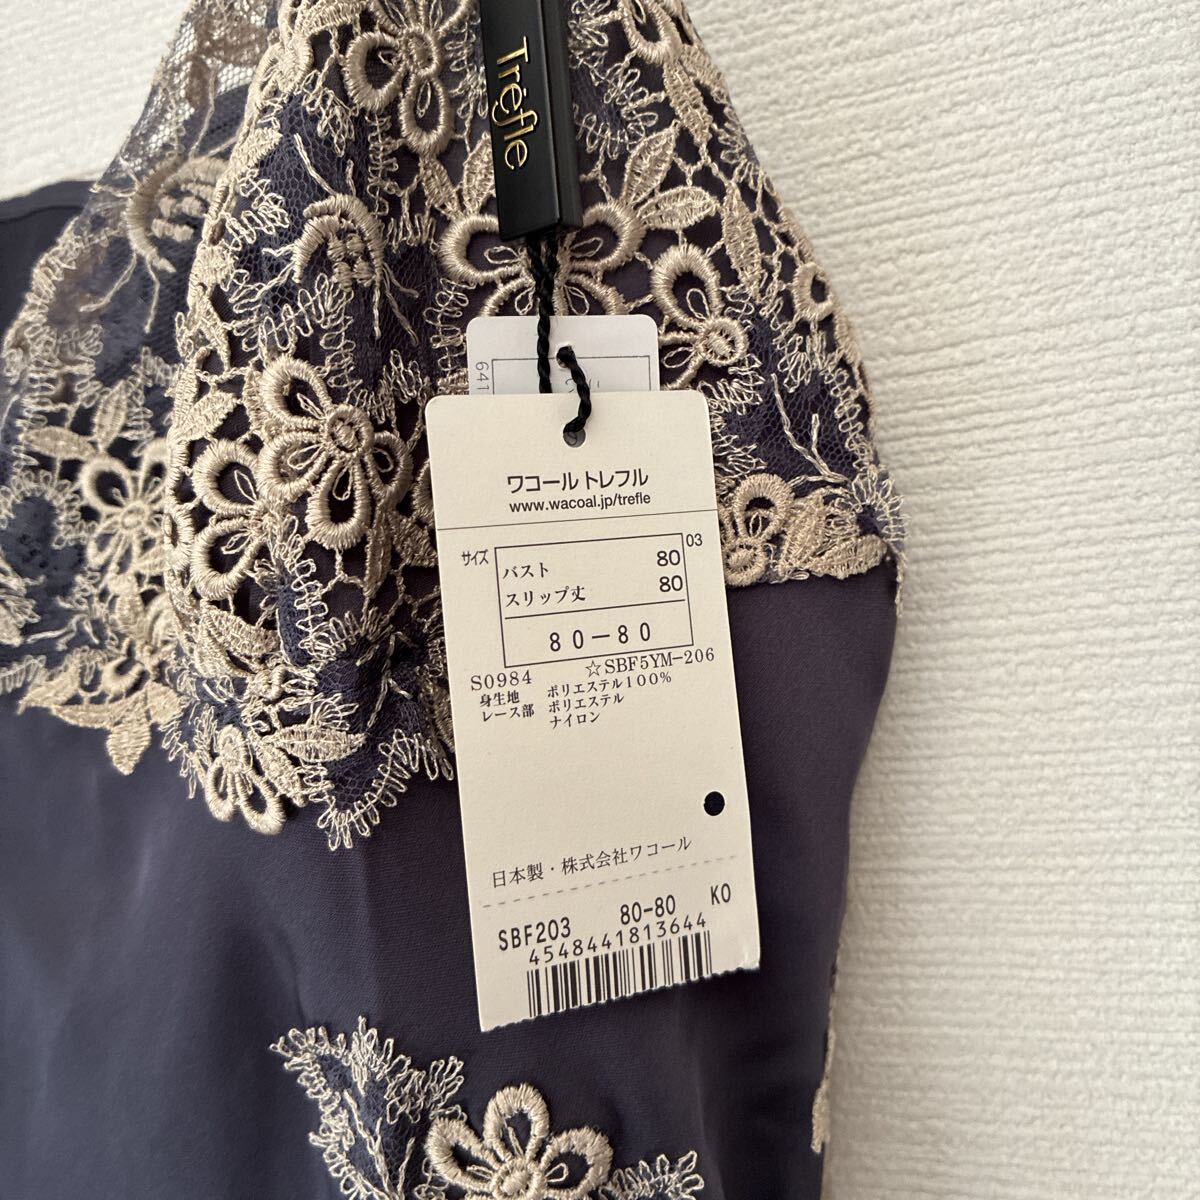 Tréfle
641
ワコール トレフル
www.wacoal.jp/trefle
サイズ
03
バスト 80
スリップ丈 80
80-80
S0984 ☆SBF5YM-206
身生地 ポリエステル100%
レース部 ポリエステル
ナイロン
日本製・株式会社ワコール
SBF203 80-80 KO
4548441813644